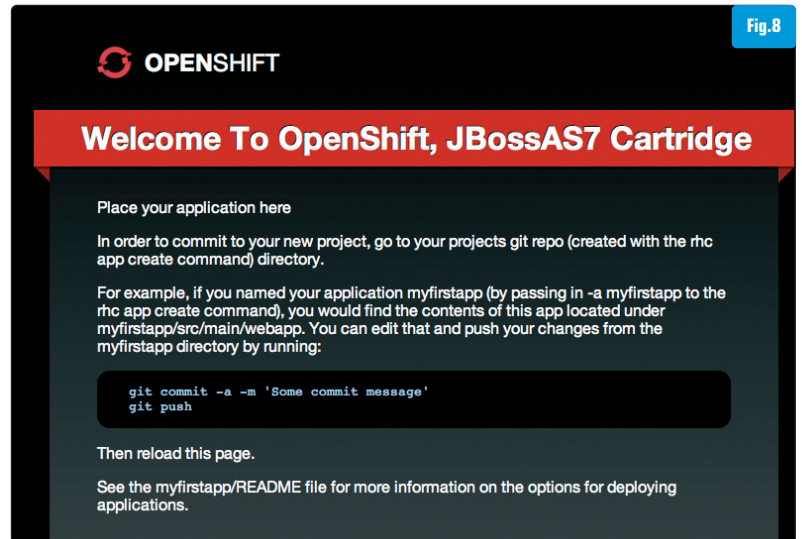 Fig.8
OPENSHIFT
Welcome To OpenShift, JBossAS7 Cartridge
Place your application here
In order to commit to your new project, go to your projects git repo (created with the rhc
app create command) directory.
For example, if you named your application myfirstapp (by passing in -a myfirstapp to the
rhc app create command), you would find the contents of this app located under
myfirstapp/src/main/webapp. You can edit that and push your changes from the
myfirstapp directory by running:
git commit -a -m 'Some commit message'
git push
Then reload this page.
See the myfirstapp/README file for more information on the options for deploying
applications.